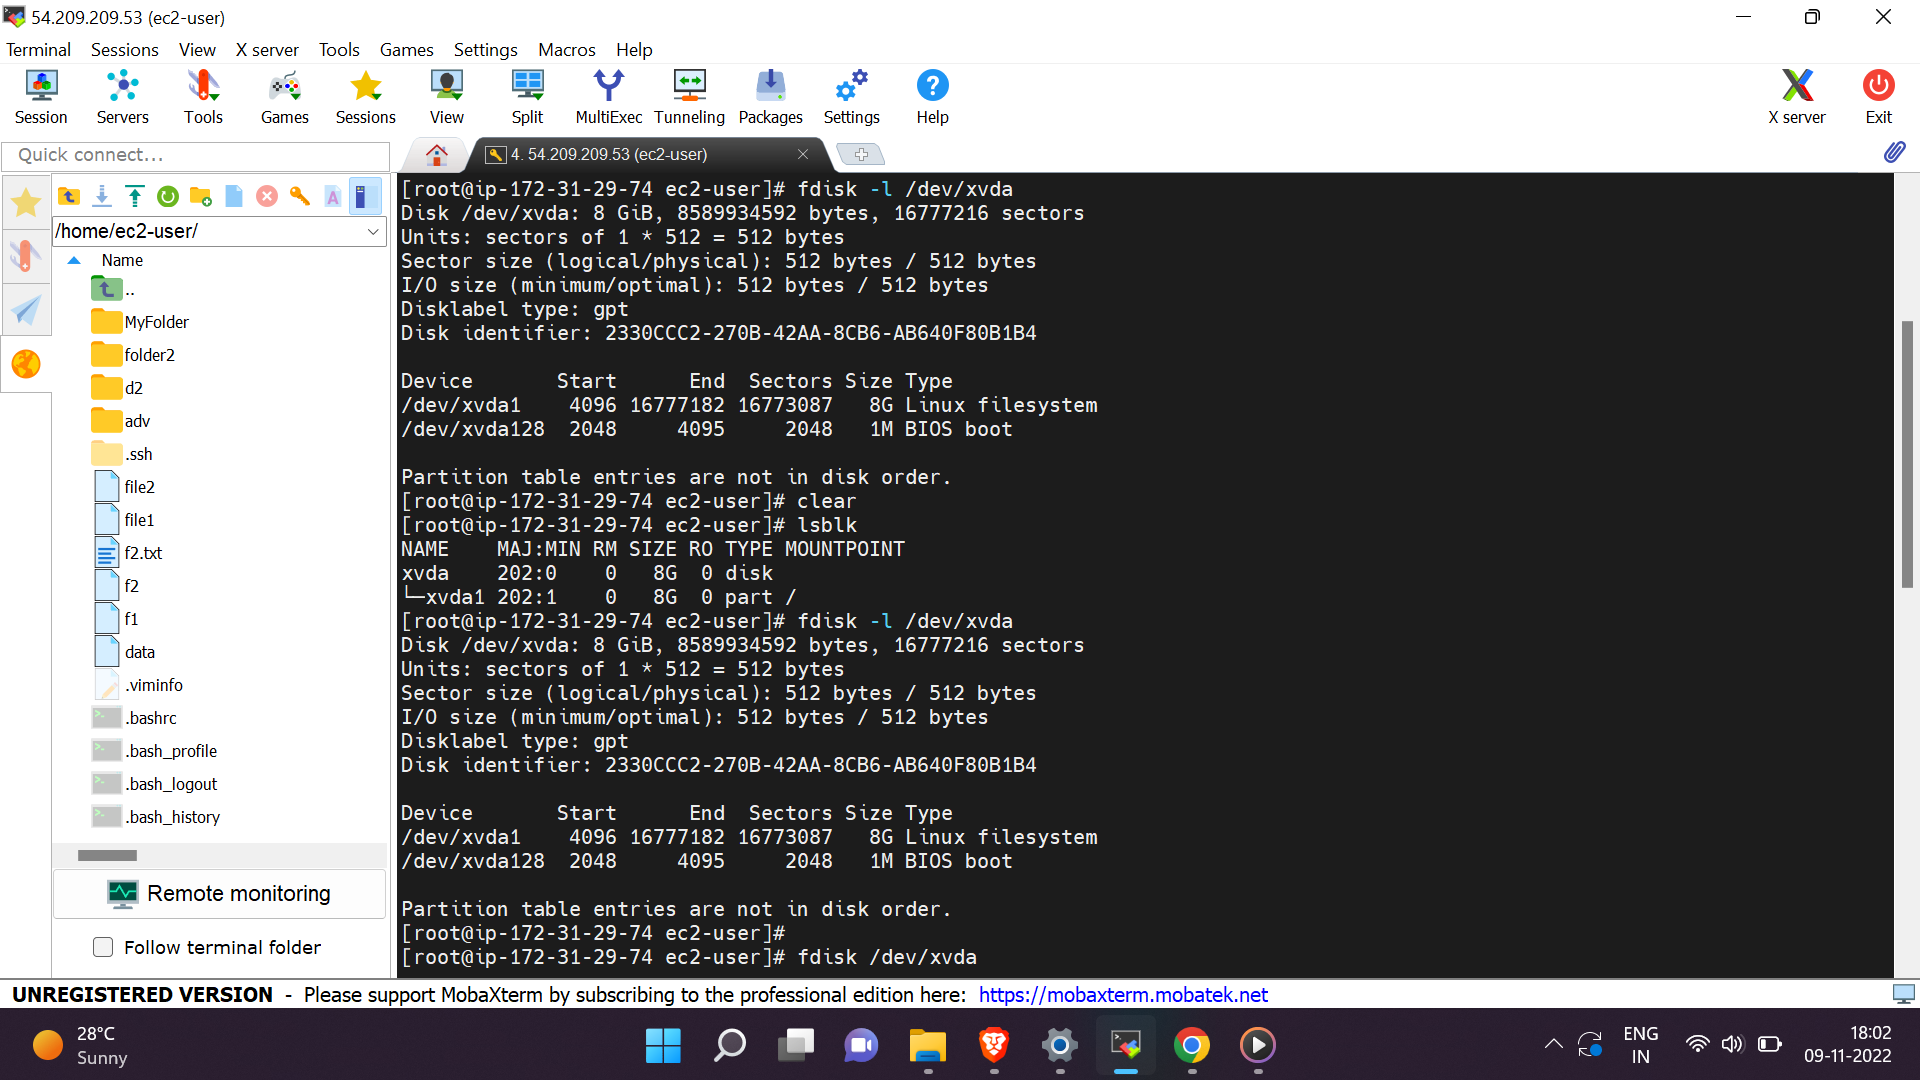 54.209.209.53 (ec2-user)
Terminal Sessions View X server Tools Games Settings Macros Help
Session Servers Tools Games Sessions View Split MultiExec Tunneling Packages Settings Help X server Exit
Quick connect...
4. 54.209.209.53 (ec2-user)
/home/ec2-user/
Name
..
MyFolder
folder2
d2
adv
.ssh
file2
file1
f2.txt
f2
f1
data
.viminfo
.bashrc
.bash_profile
.bash_logout
.bash_history
Remote monitoring
Follow terminal folder
[root@ip-172-31-29-74 ec2-user]# fdisk -l /dev/xvda
Disk /dev/xvda: 8 GiB, 8589934592 bytes, 16777216 sectors
Units: sectors of 1 * 512 = 512 bytes
Sector size (logical/physical): 512 bytes / 512 bytes
I/O size (minimum/optimal): 512 bytes / 512 bytes
Disklabel type: gpt
Disk identifier: 2330CCC2-270B-42AA-8CB6-AB640F80B1B4
Device       Start      End  Sectors Size Type
/dev/xvda1    4096 16777182 16773087   8G Linux filesystem
/dev/xvda128  2048     4095     2048   1M BIOS boot
Partition table entries are not in disk order.
[root@ip-172-31-29-74 ec2-user]# clear
[root@ip-172-31-29-74 ec2-user]# lsblk
NAME    MAJ:MIN RM SIZE RO TYPE MOUNTPOINT
xvda    202:0    0   8G  0 disk
└─xvda1 202:1    0   8G  0 part /
[root@ip-172-31-29-74 ec2-user]# fdisk -l /dev/xvda
Disk /dev/xvda: 8 GiB, 8589934592 bytes, 16777216 sectors
Units: sectors of 1 * 512 = 512 bytes
Sector size (logical/physical): 512 bytes / 512 bytes
I/O size (minimum/optimal): 512 bytes / 512 bytes
Disklabel type: gpt
Disk identifier: 2330CCC2-270B-42AA-8CB6-AB640F80B1B4
Device       Start      End  Sectors Size Type
/dev/xvda1    4096 16777182 16773087   8G Linux filesystem
/dev/xvda128  2048     4095     2048   1M BIOS boot
Partition table entries are not in disk order.
[root@ip-172-31-29-74 ec2-user]#
[root@ip-172-31-29-74 ec2-user]# fdisk /dev/xvda
UNREGISTERED VERSION - Please support MobaXterm by subscribing to the professional edition here: https://mobaxterm.mobatek.net
28°C
Sunny
ENG
IN
18:02
09-11-2022